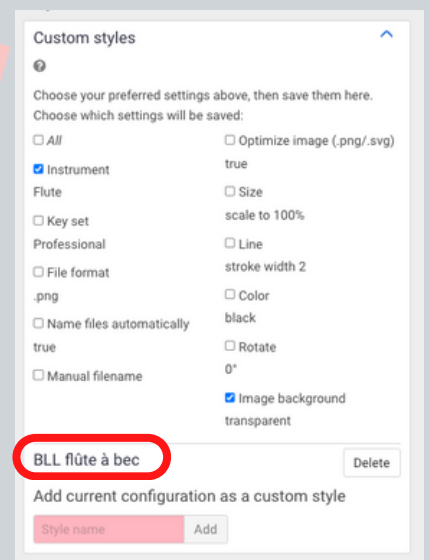 Custom styles
Choose your preferred settings above, then save them here.
Choose which settings will be saved:
All
Instrument
Flute
Key set
Professional
File format
.png
Name files automatically
true
Manual filename
Optimize image (.png/.svg)
true
Size
scale to 100%
Line
stroke width 2
Color
black
Rotate
0°
Image background
transparent
BLL flûte à bec
Delete
Add current configuration as a custom style
Style name
Add